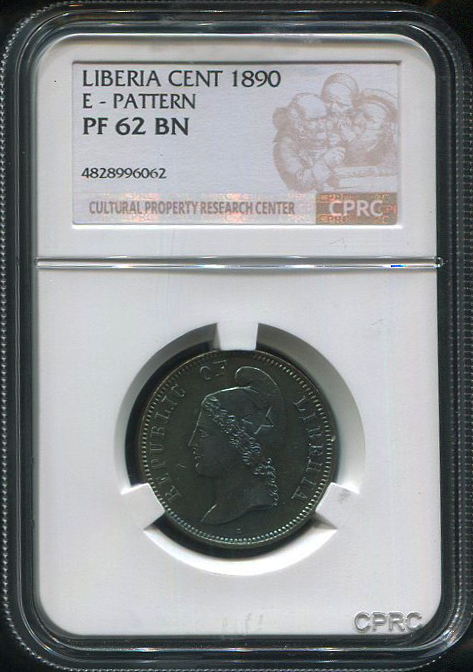 LIBERIA CENT 1890
E - PATTERN
PF 62 BN
4828996062
CULTURAL PROPERTY RESEARCH CENTER CPRC
REPUBLIC OF LIBERIA
CPRC